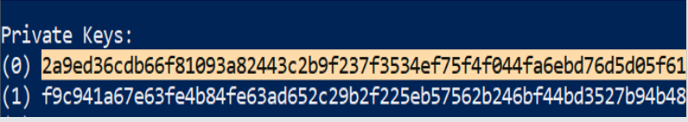 Private Keys:
(0) 2a9ed36cdb66f81093a82443c2b9f237f3534ef75f4f044fa6ebd76d5d05f61
(1) f9c941a67e63fe4b84fe63ad652c29b2f225eb57562b246bf44bd3527b94b48